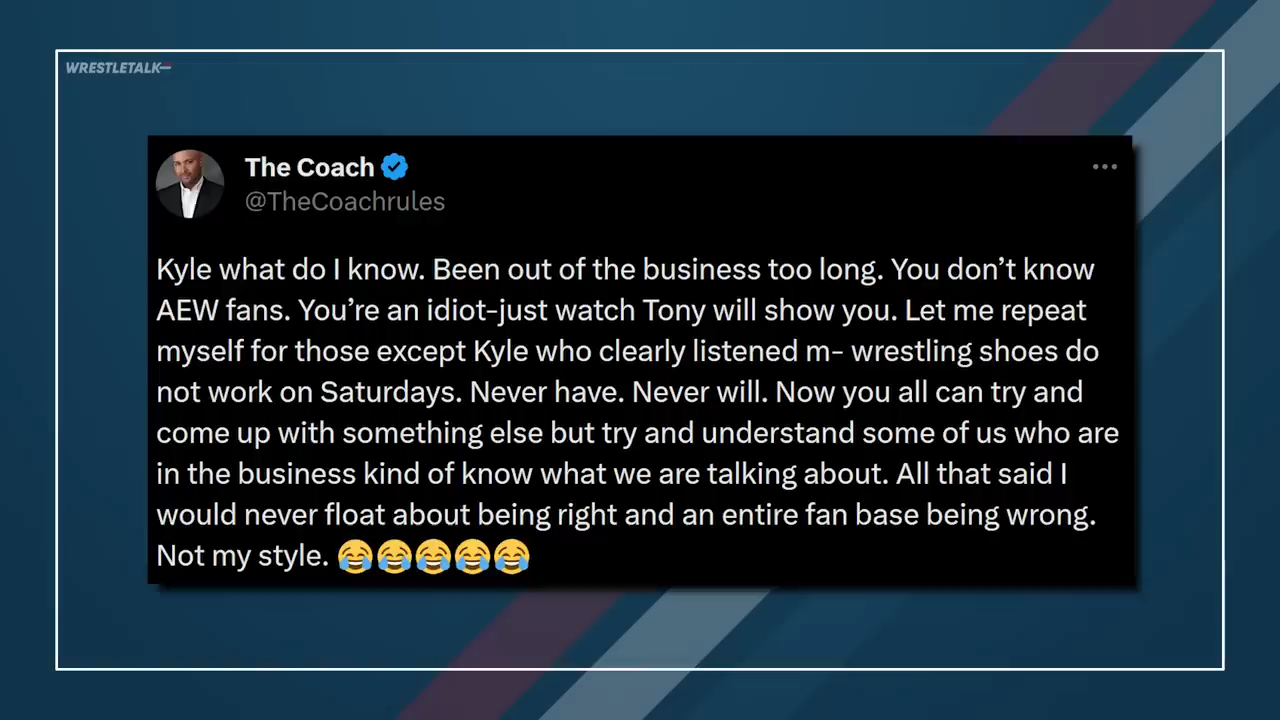 WRESTLETALK
The Coach
@TheCoachrules
Kyle what do I know. Been out of the business too long. You don’t know
AEW fans. You’re an idiot-just watch Tony will show you. Let me repeat
myself for those except Kyle who clearly listened m- wrestling shoes do
not work on Saturdays. Never have. Never will. Now you all can try and
come up with something else but try and understand some of us who are
in the business kind of know what we are talking about. All that said I
would never float about being right and an entire fan base being wrong.
Not my style. 😂😂😂😂😂